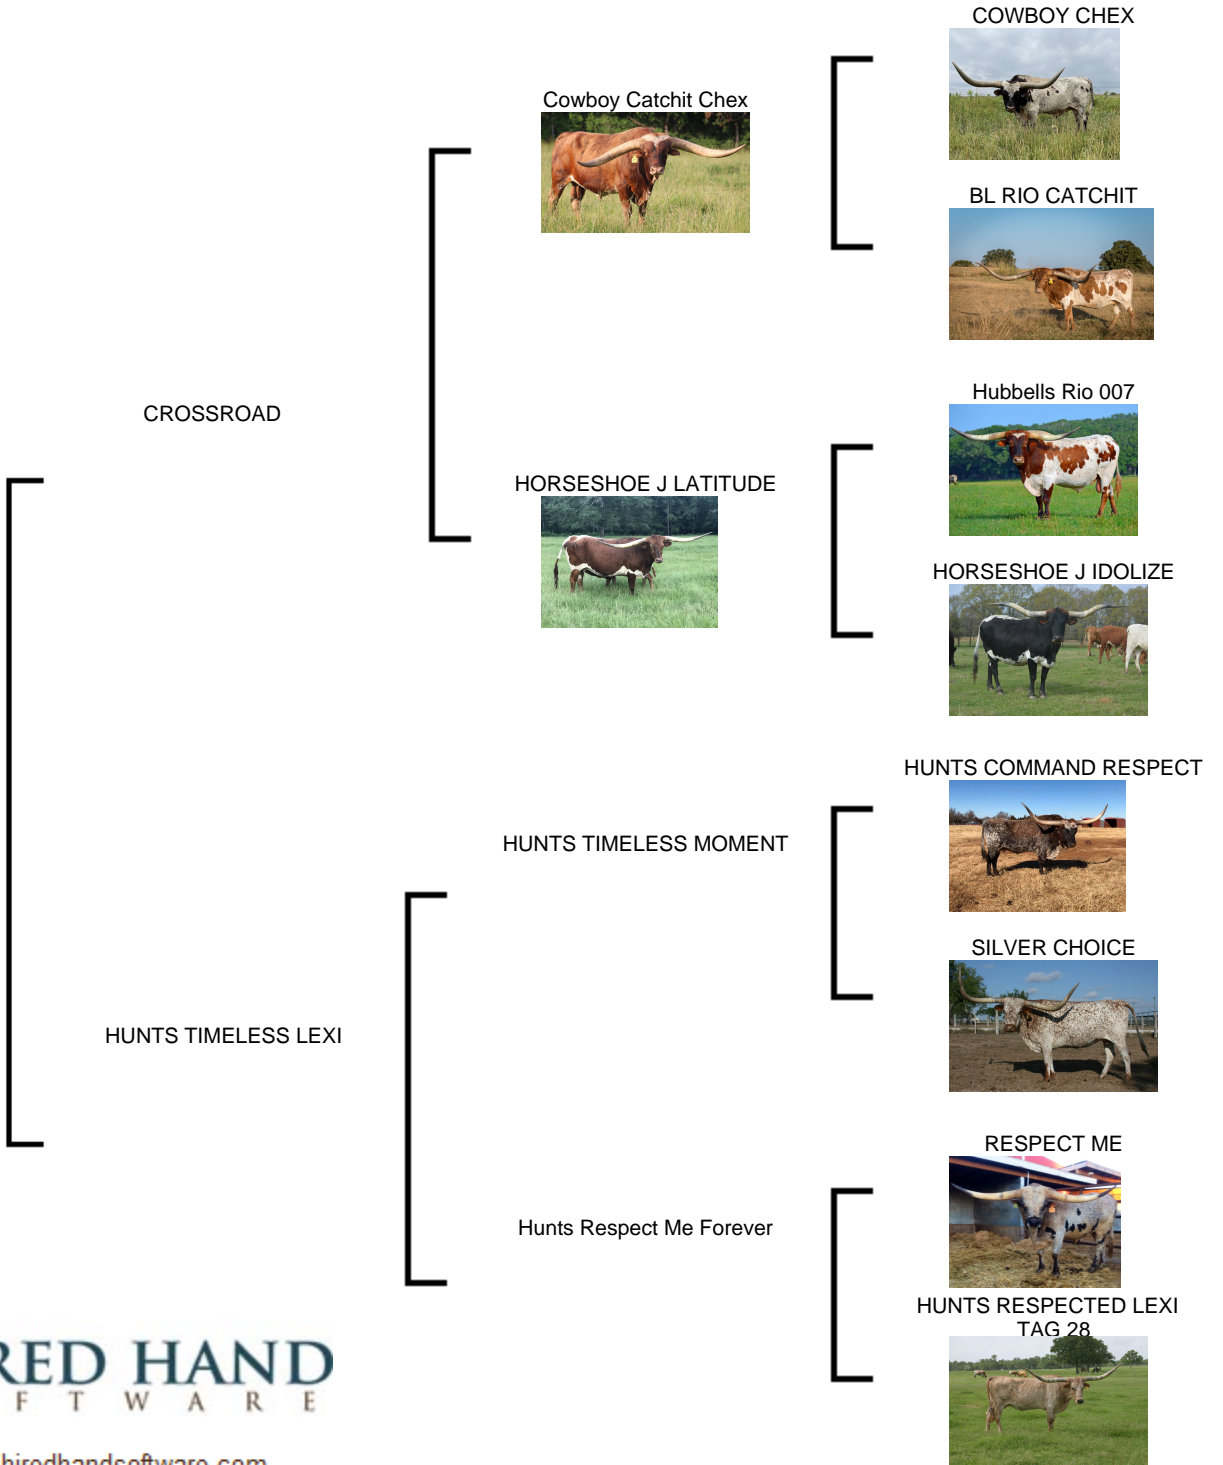 COWBOY CHEX
Cowboy Catchit Chex
BL RIO CATCHIT
CROSSROAD
Hubbells Rio 007
HORSESHOE J LATITUDE
HORSESHOE J IDOLIZE
HUNTS COMMAND RESPECT
HUNTS TIMELESS MOMENT
SILVER CHOICE
HUNTS TIMELESS LEXI
RESPECT ME
Hunts Respect Me Forever
HUNTS RESPECTED LEXI
TAG 28
RED HAND
F T W A R E
hiredhandsoftware.com